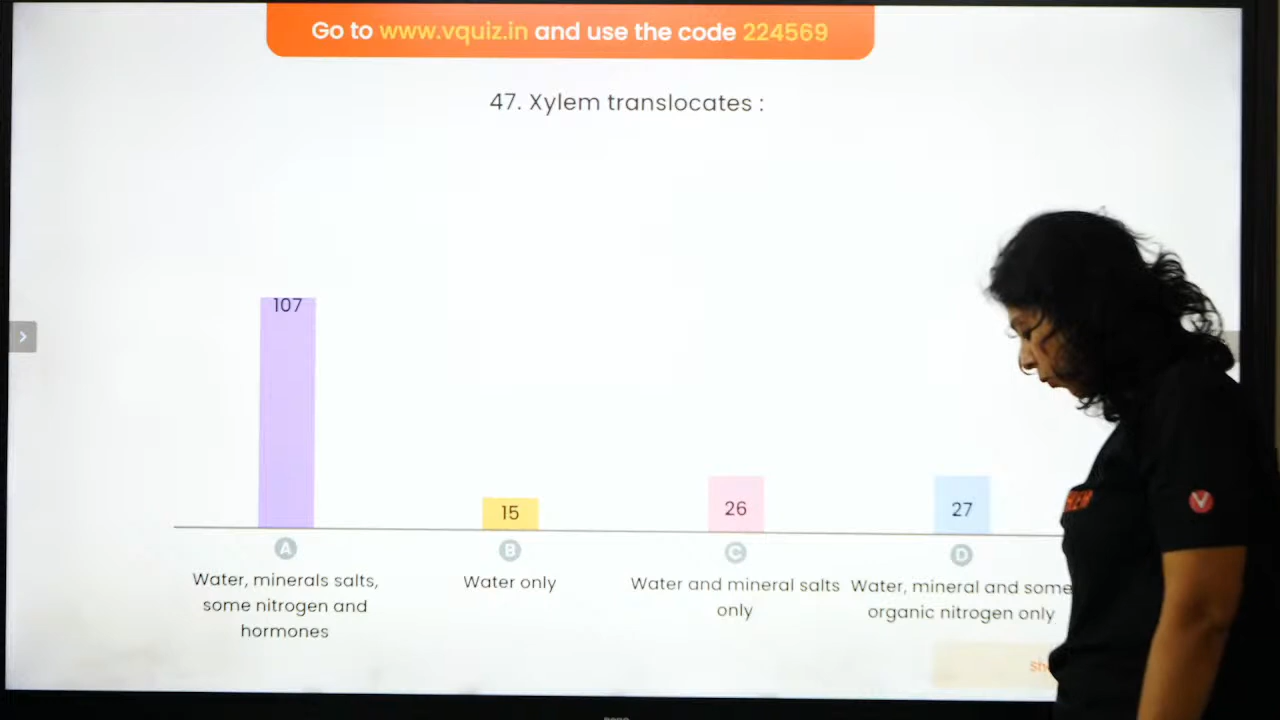 Go to www.vquiz.in and use the code 224569
47. Xylem translocates :
107
15
26
27
A
B
C
D
Water, minerals salts,
some nitrogen and
hormones
Water only
Water and mineral salts
only
Water, mineral and some
organic nitrogen only